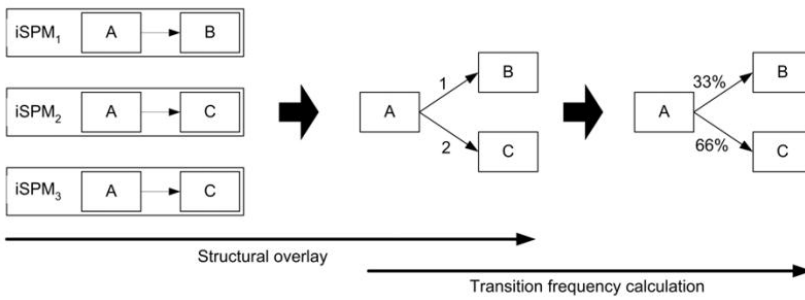 iSPM₁ A B
iSPM₂ A C
iSPM₃ A C
A 1 B
2 C
A 33% B
66% C
Structural overlay
Transition frequency calculation